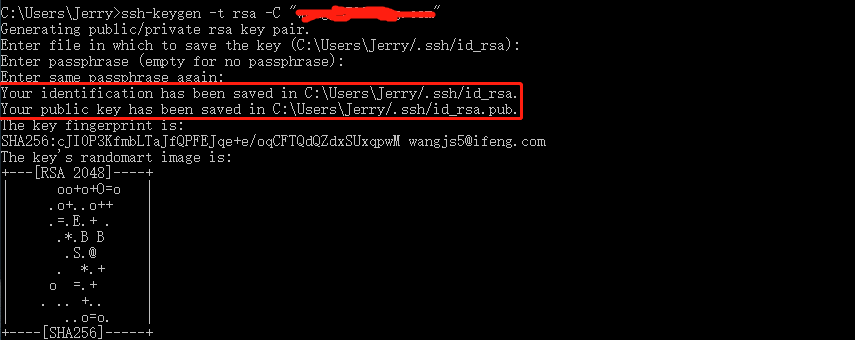 C:\Users\Jerry>ssh-keygen -t rsa -C "
Generating public/private rsa key pair.
Enter file in which to save the key (C:\Users\Jerry/.ssh/id_rsa):
Enter passphrase (empty for no passphrase):
Enter same passphrase again:
Your identification has been saved in C:\Users\Jerry/.ssh/id_rsa.
Your public key has been saved in C:\Users\Jerry/.ssh/id_rsa.pub.
The key fingerprint is:
SHA256:cJI0P3KfmbLTaJfQPFEJqe+e/oqCFTQdQZdxSUxqpwM wangjs5@ifeng.com
The key's randomart image is:
+---[RSA 2048]----+
|      oo+o+O=o   |
|     .o+..o++    |
|     .=.E.+ .    |
|      .*.B B     |
|       .S.@      |
|      .  *.+     |
|     o  =.+      |
|    . ..  +..    |
|       ..o=o.    |
+----[SHA256]-----+